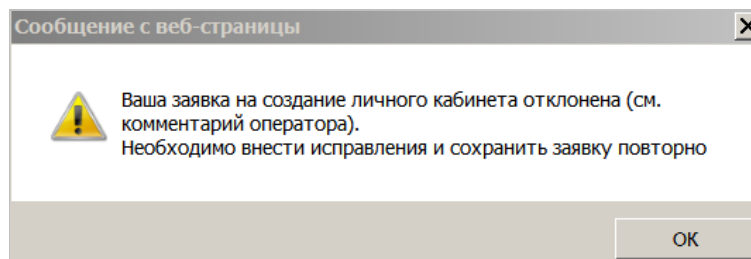 Сообщение с веб-страницы
Ваша заявка на создание личного кабинета отклонена (см.
комментарий оператора).
Необходимо внести исправления и сохранить заявку повторно
ОК